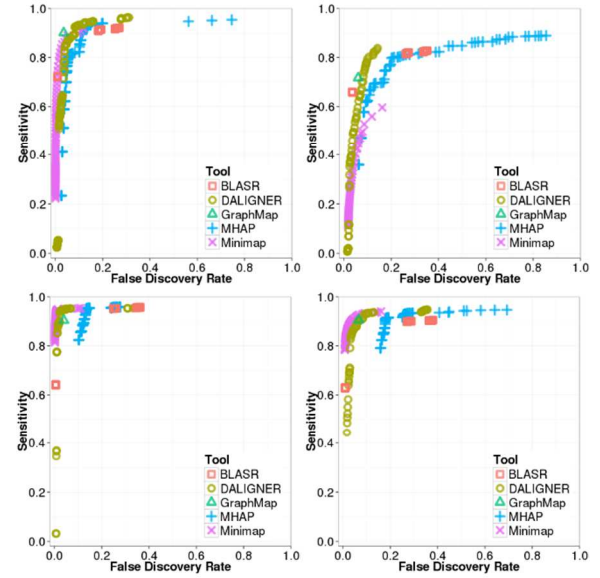 1.0
0.8
0.6
0.4
0.2
0.0
Sensitivity
Tool
BLASR
DALIGNER
GraphMap
MHAP
Minimap
0.0 0.2 0.4 0.6 0.8 1.0
False Discovery Rate
1.0
0.8
0.6
0.4
0.2
0.0
Sensitivity
Tool
BLASR
DALIGNER
GraphMap
MHAP
Minimap
0.0 0.2 0.4 0.6 0.8 1.0
False Discovery Rate
1.0
0.8
0.6
0.4
0.2
0.0
Sensitivity
Tool
BLASR
DALIGNER
GraphMap
MHAP
Minimap
0.0 0.2 0.4 0.6 0.8 1.0
False Discovery Rate
1.0
0.8
0.6
0.4
0.2
0.0
Sensitivity
Tool
BLASR
DALIGNER
GraphMap
MHAP
Minimap
0.0 0.2 0.4 0.6 0.8 1.0
False Discovery Rate